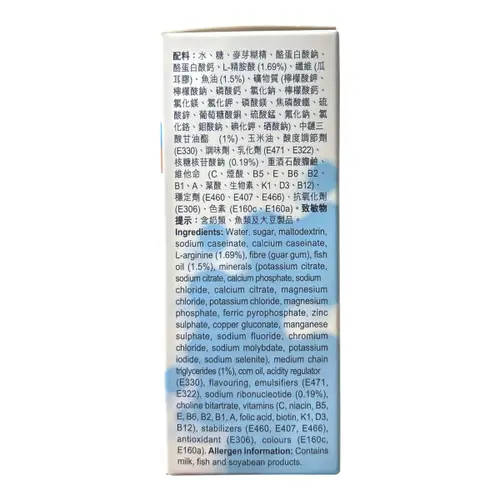 配料：水、糖、麥芽糊精、酪蛋白酸鈉、
酪蛋白酸鈣、L-精胺酸 (1.69%)、纖維 (瓜
耳膠)、魚油 (1.5%)、礦物質 (檸檬酸鉀、
檸檬酸鈉、磷酸鈣、氯化鈉、檸檬酸鈣、
氯化鎂、氯化鉀、磷酸鎂、焦磷酸鐵、硫
酸鋅、葡萄糖酸銅、硫酸錳、氟化鈉、氯
化鉻、鉬酸鈉、碘化鉀、硒酸鈉)、中鏈三
酸甘油酯 (1%)、玉米油、酸度調節劑
(E330)、調味劑、乳化劑 (E471、E322)、
核糖核苷酸鈉 (0.19%)、重酒石酸膽鹼、
維他命 (C、煙酸、B5、E、B6、B2、
B1、A、葉酸、生物素、K1、D3、B12)、
穩定劑 (E460、E407、E466)、抗氧化劑
(E306)、色素 (E160c、E160a)。致敏物
提示：含奶類、魚類及大豆製品。
Ingredients: Water, sugar, maltodextrin,
sodium caseinate, calcium caseinate,
L-arginine (1.69%), fibre (guar gum), fish
oil (1.5%), minerals (potassium citrate,
sodium citrate, calcium phosphate, sodium
chloride, calcium citrate, magnesium
chloride, potassium chloride, magnesium
phosphate, ferric pyrophosphate, zinc
sulphate, copper gluconate, manganese
sulphate, sodium fluoride, chromium
chloride, sodium molybdate, potassium
iodide, sodium selenite), medium chain
triglycerides (1%), corn oil, acidity regulator
(E330), flavouring, emulsifiers (E471,
E322), sodium ribonucleotide (0.19%),
choline bitartrate, vitamins (C, niacin, B5,
E, B6, B2, B1, A, folic acid, biotin, K1, D3,
B12), stabilizers (E460, E407, E466),
antioxidant (E306), colours (E160c,
E160a). Allergen information: Contains
milk, fish and soyabean products.